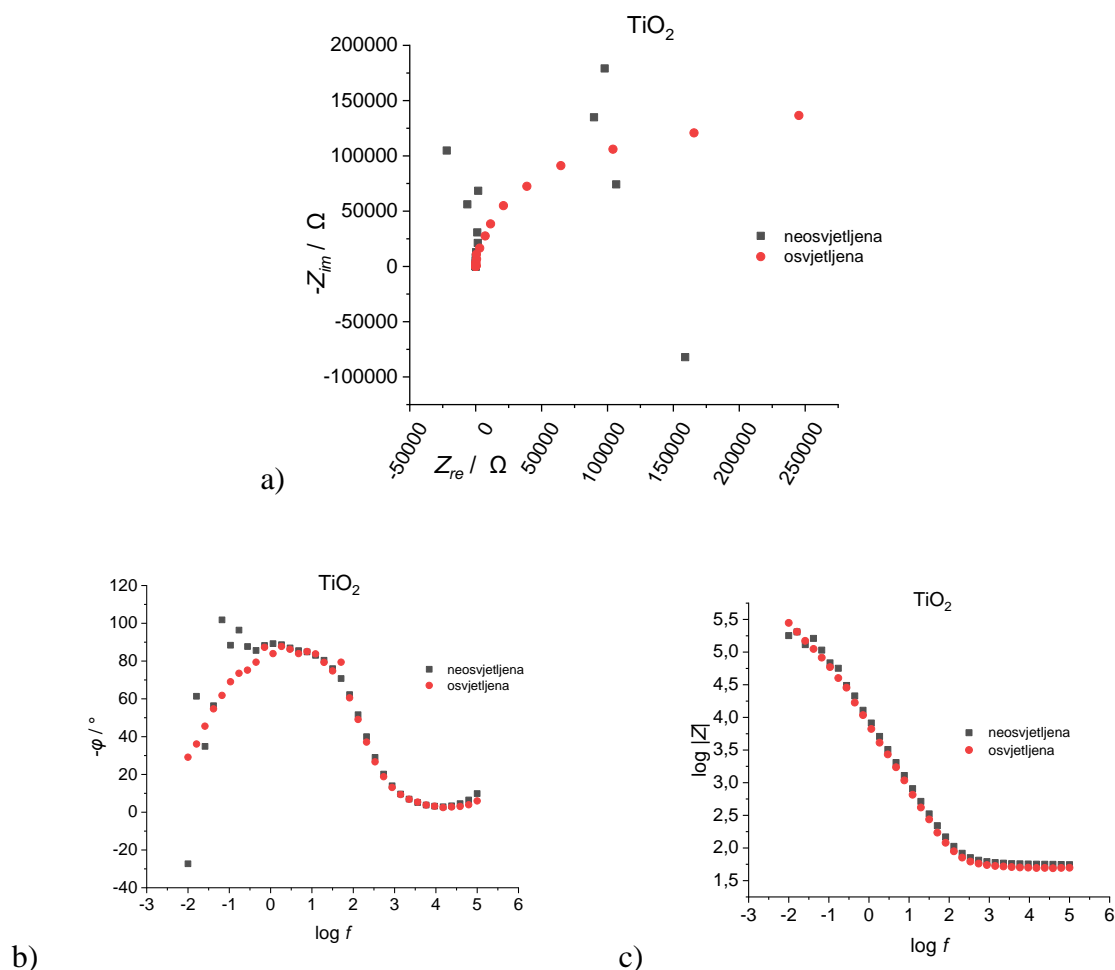 TiO₂
200000
150000
100000
50000
0
-50000
-100000
-Zim / Ω
-50000 0 50000 100000 150000 200000 250000
Zre / Ω
neosvjetljena
osvjetljena
a)
TiO₂
120
100
80
60
40
20
0
-20
-40
-φ / °
-3 -2 -1 0 1 2 3 4 5 6
log f
neosvjetljena
osvjetljena
b)
TiO₂
5,5
5,0
4,5
4,0
3,5
3,0
2,5
2,0
1,5
log |Z|
-3 -2 -1 0 1 2 3 4 5 6
log f
neosvjetljena
osvjetljena
c)